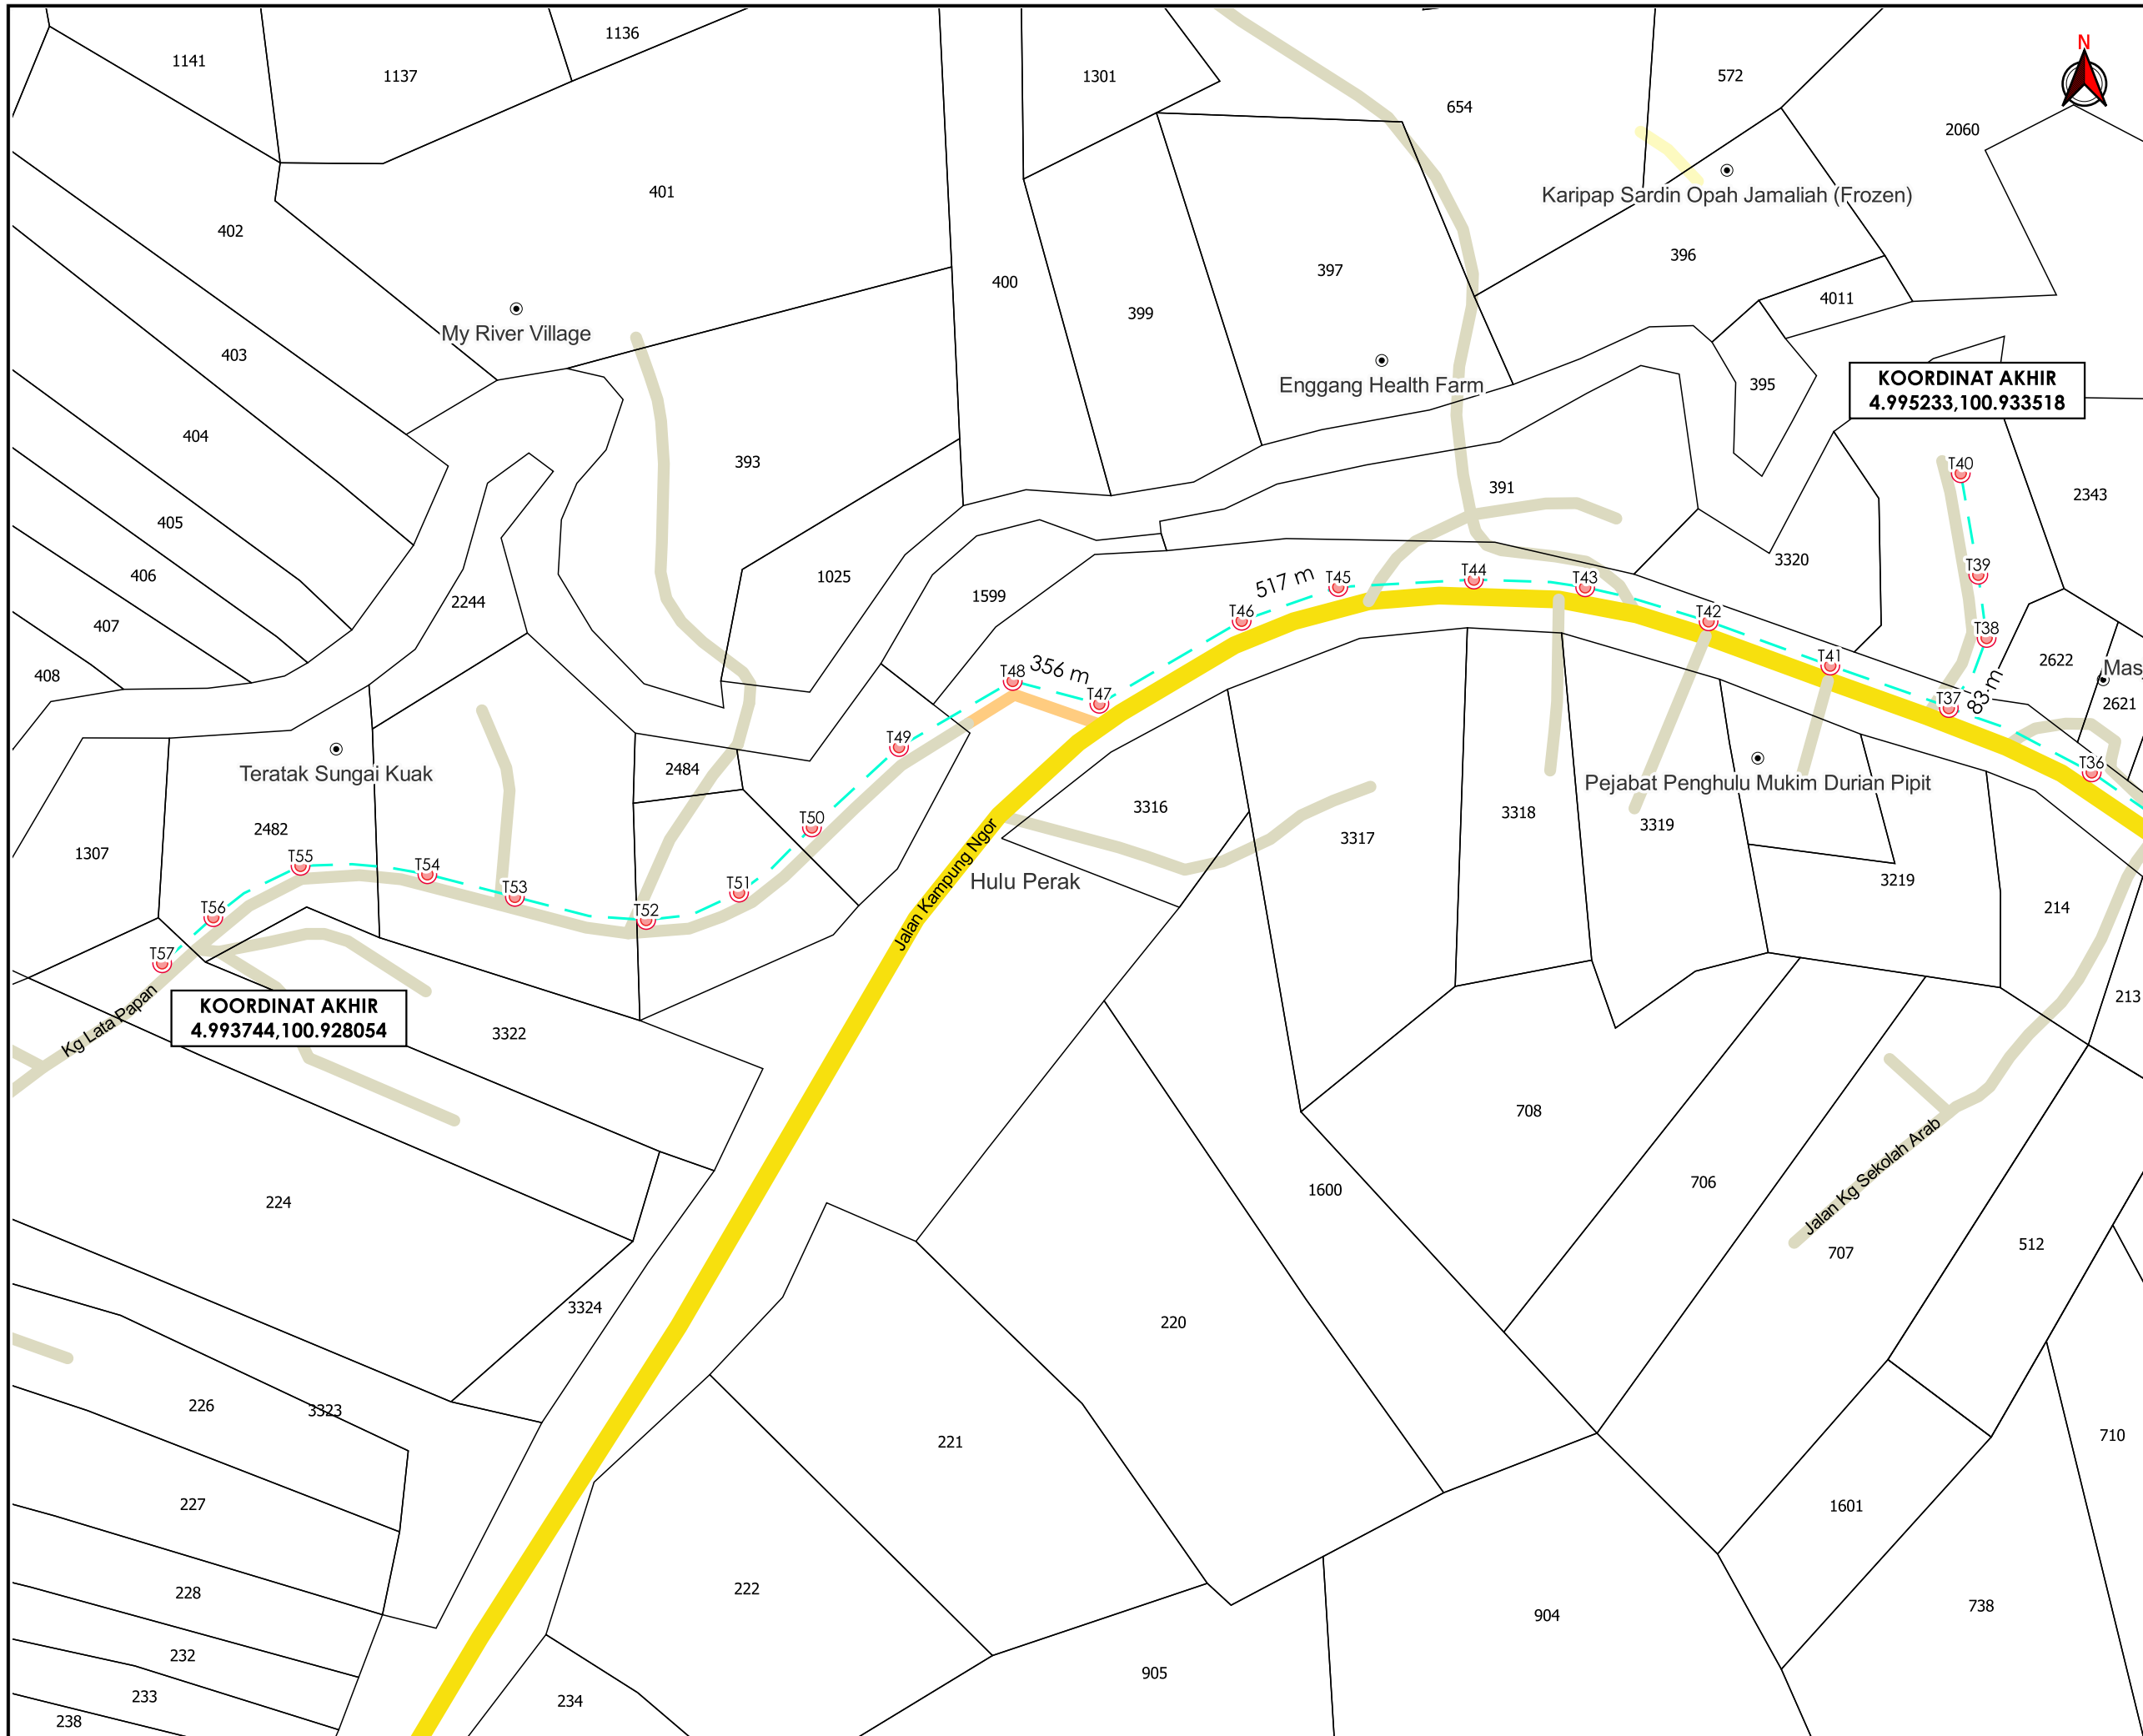 1136
1141
1137
1301
572
654
N
2060
401
Karipap Sardin Opah Jamaliah (Frozen)
402
396
397
400
4011
399
My River Village
403
Enggang Health Farm
395
KOORDINAT AKHIR
4.995233,100.933518
404
393
T40
391
2343
405
517 m
T45
T44
T43
T39
406
1025
3320
2244
1599
T46
T42
T38
407
356 m
T48
T47
T41
2622
Mas
408
83 m
T37
2621
T49
2484
Teratak Sungai Kuak
T36
Pejabat Penghulu Mukim Durian Pipit
3316
3318
3319
T50
2482
3317
1307
T55
T54
Jalan Kampung Ngor
Hulu Perak
3219
T53
T51
T56
T52
214
T57
KOORDINAT AKHIR
4.993744,100.928054
213
Kg Lata Papan
3322
708
Jalan Kg Sekolah Arab
224
1600
706
707
512
3324
220
226
3323
221
710
227
1601
228
222
904
738
232
905
233
234
238